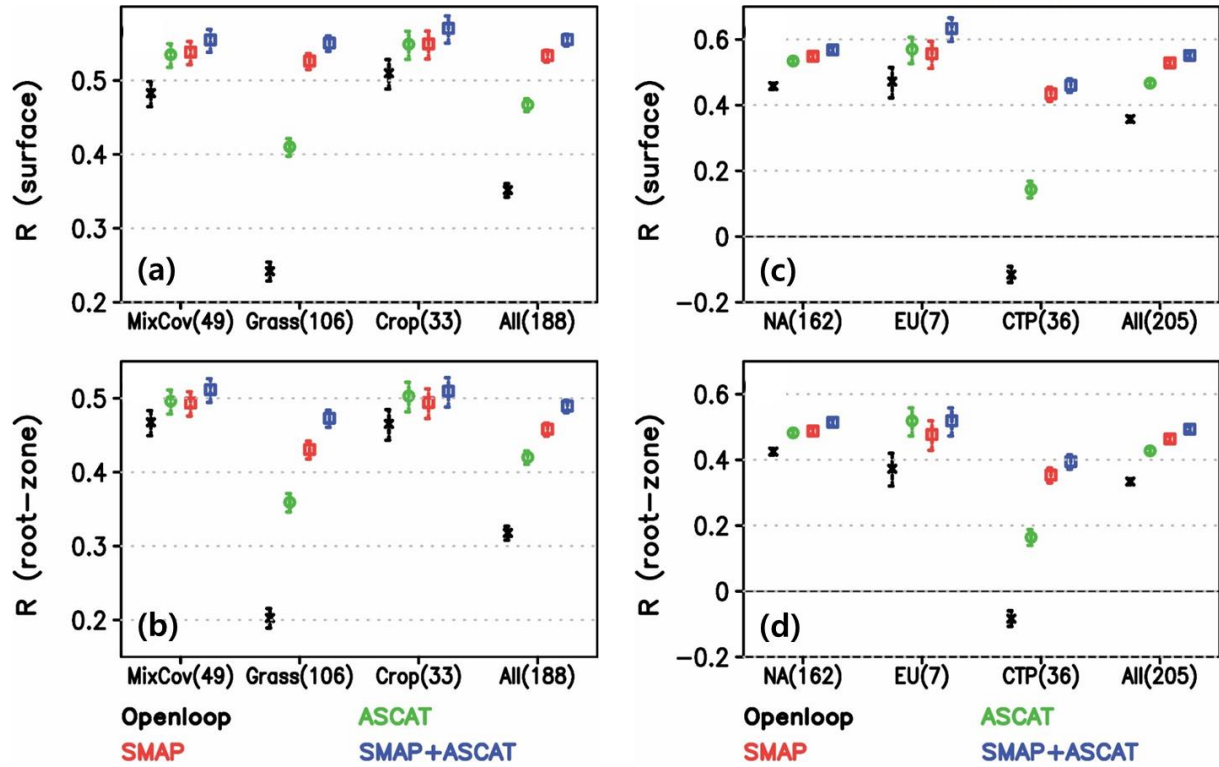 R (surface)
0.5
0.4
0.3
0.2
(a)
MixCov(49) Grass(106) Crop(33) All(188)
R (root-zone)
0.5
0.4
0.3
0.2
(b)
MixCov(49) Grass(106) Crop(33) All(188)
Openloop ASCAT
SMAP SMAP+ASCAT
R (surface)
0.6
0.4
0.2
0
-0.2
(c)
NA(162) EU(7) CTP(36) All(205)
R (root-zone)
0.6
0.4
0.2
0
-0.2
(d)
NA(162) EU(7) CTP(36) All(205)
Openloop ASCAT
SMAP SMAP+ASCAT